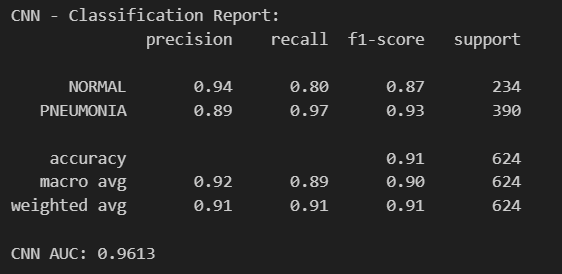 CNN - Classification Report:
precision recall f1-score support
NORMAL 0.94 0.80 0.87 234
PNEUMONIA 0.89 0.97 0.93 390
accuracy 0.91 624
macro avg 0.92 0.89 0.90 624
weighted avg 0.91 0.91 0.91 624
CNN AUC: 0.9613